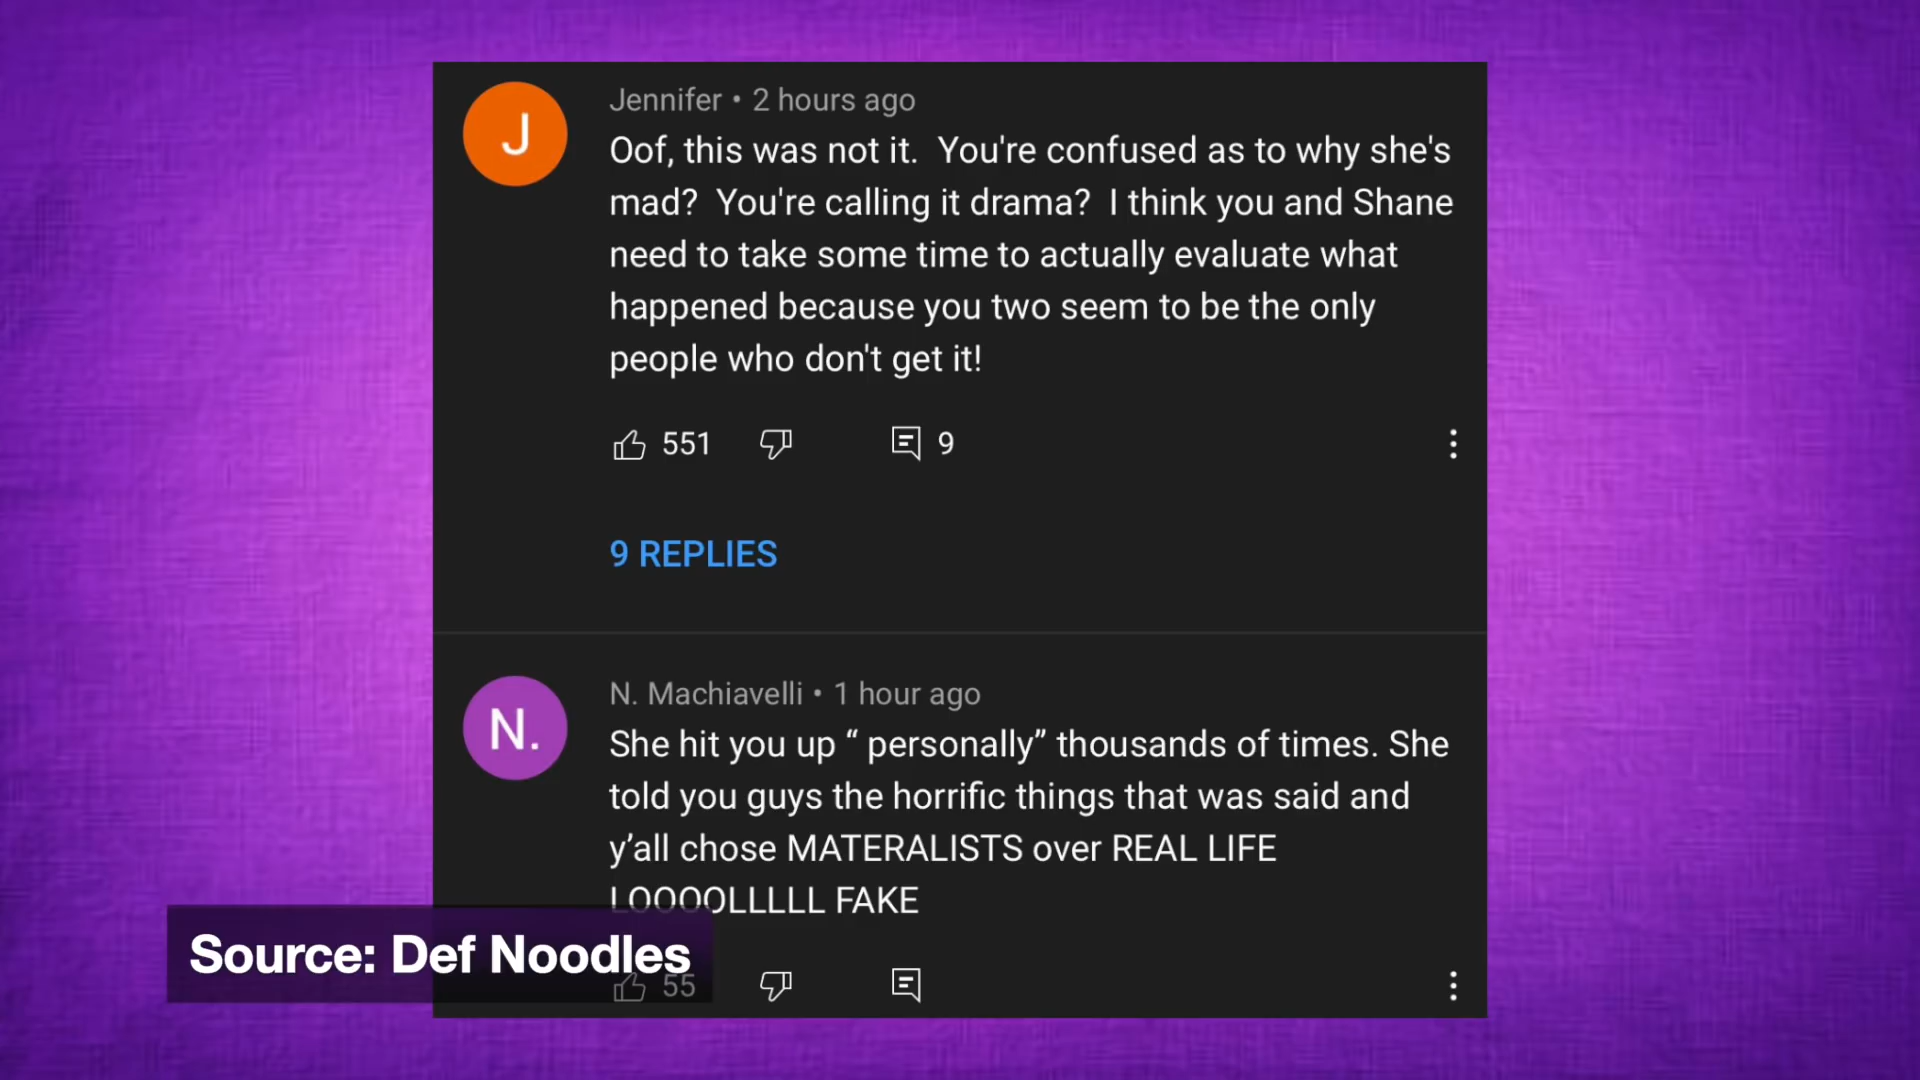 J
Jennifer • 2 hours ago
Oof, this was not it.  You're confused as to why she's
mad?  You're calling it drama?  I think you and Shane
need to take some time to actually evaluate what
happened because you two seem to be the only
people who don't get it!
551
9
9 REPLIES
N.
N. Machiavelli • 1 hour ago
She hit you up “ personally” thousands of times. She
told you guys the horrific things that was said and
y’all chose MATERALISTS over REAL LIFE
LOOOOLLLLL FAKE
Source: Def Noodles
55